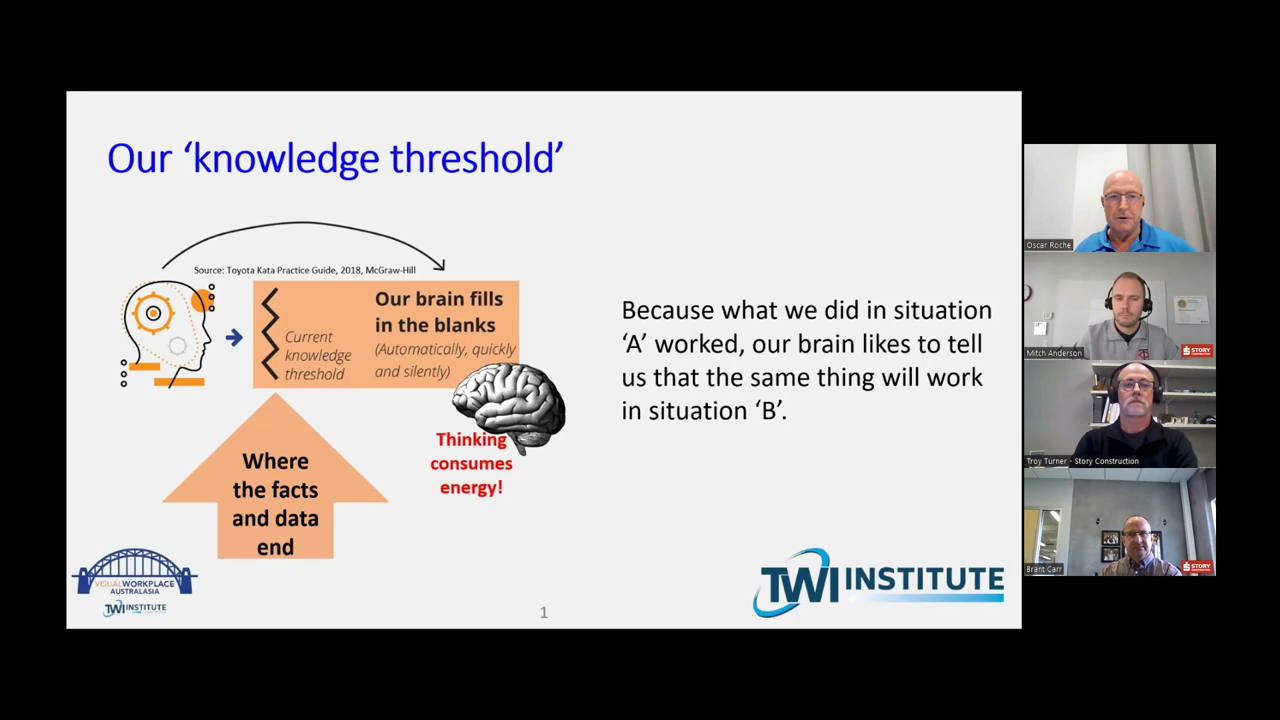 Our ‘knowledge threshold’
Source: Toyota Kata Practice Guide, 2018, McGraw-Hill
Current
knowledge
threshold
Our brain fills
in the blanks
(Automatically, quickly
and silently)
Thinking
consumes
energy!
Where
the facts
and data
end
Because what we did in situation
‘A’ worked, our brain likes to tell
us that the same thing will work
in situation ‘B’.
VISUALWORKPLACE
AUSTRALASIA
TWI INSTITUTE
1
TWI INSTITUTE
Oscar Roche
Mitch Anderson
STORY
Troy Turner - Story Construction
Brant Carr
STORY